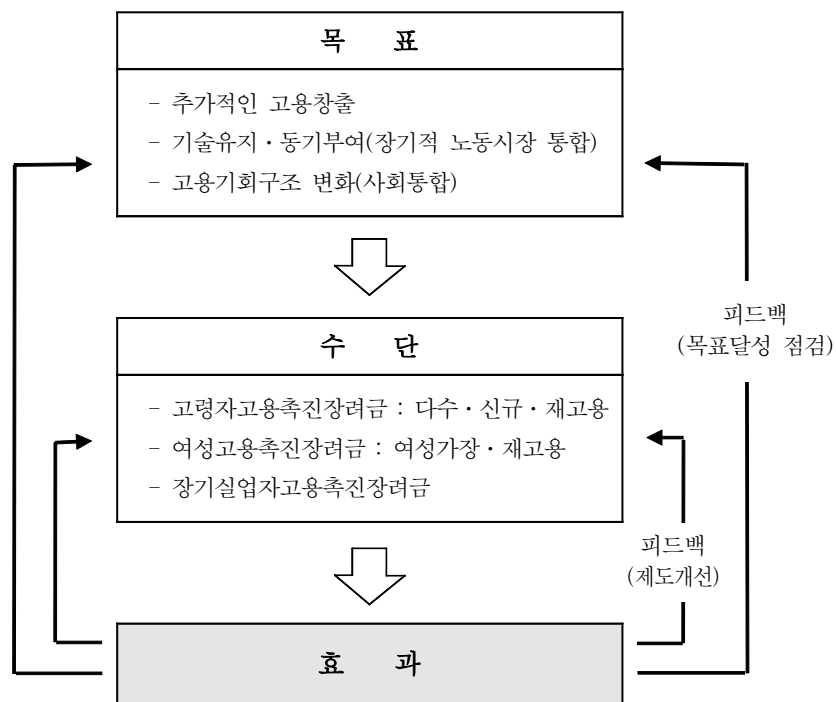 목 표
- 추가적인 고용창출
- 기술유지・동기부여(장기적 노동시장 통합)
- 고용기회구조 변화(사회통합)
피드백
(목표달성 점검)
수 단
- 고령자고용촉진장려금 : 다수・신규・재고용
- 여성고용촉진장려금 : 여성가장・재고용
- 장기실업자고용촉진장려금
피드백
(제도개선)
효 과